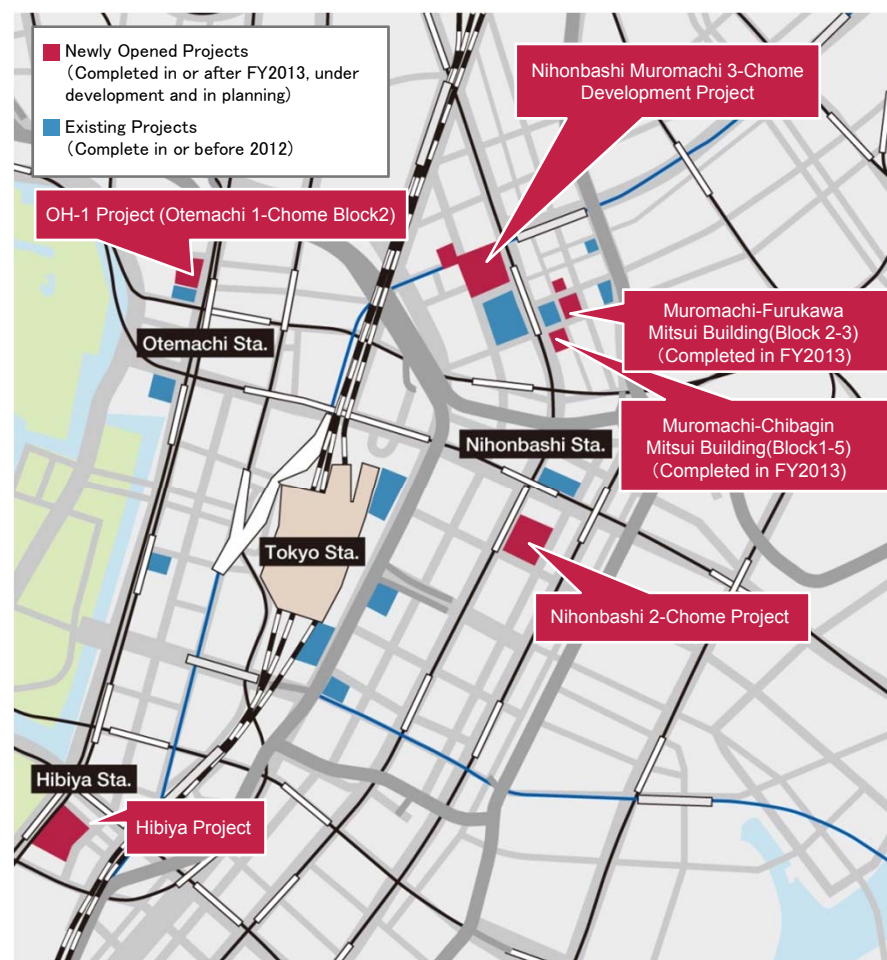 Newly Opened Projects
(Completed in or after FY2013, under
development and in planning)
Existing Projects
(Complete in or before 2012)
Nihonbashi Muromachi 3-Chome
Development Project
OH-1 Project (Otemachi 1-Chome Block2)
Muromachi-Furukawa
Mitsui Building(Block 2-3)
(Completed in FY2013)
Otemachi Sta.
Muromachi-Chibagin
Mitsui Building(Block1-5)
(Completed in FY2013)
Nihonbashi Sta.
Tokyo Sta.
Nihonbashi 2-Chome Project
Hibiya Sta.
Hibiya Project